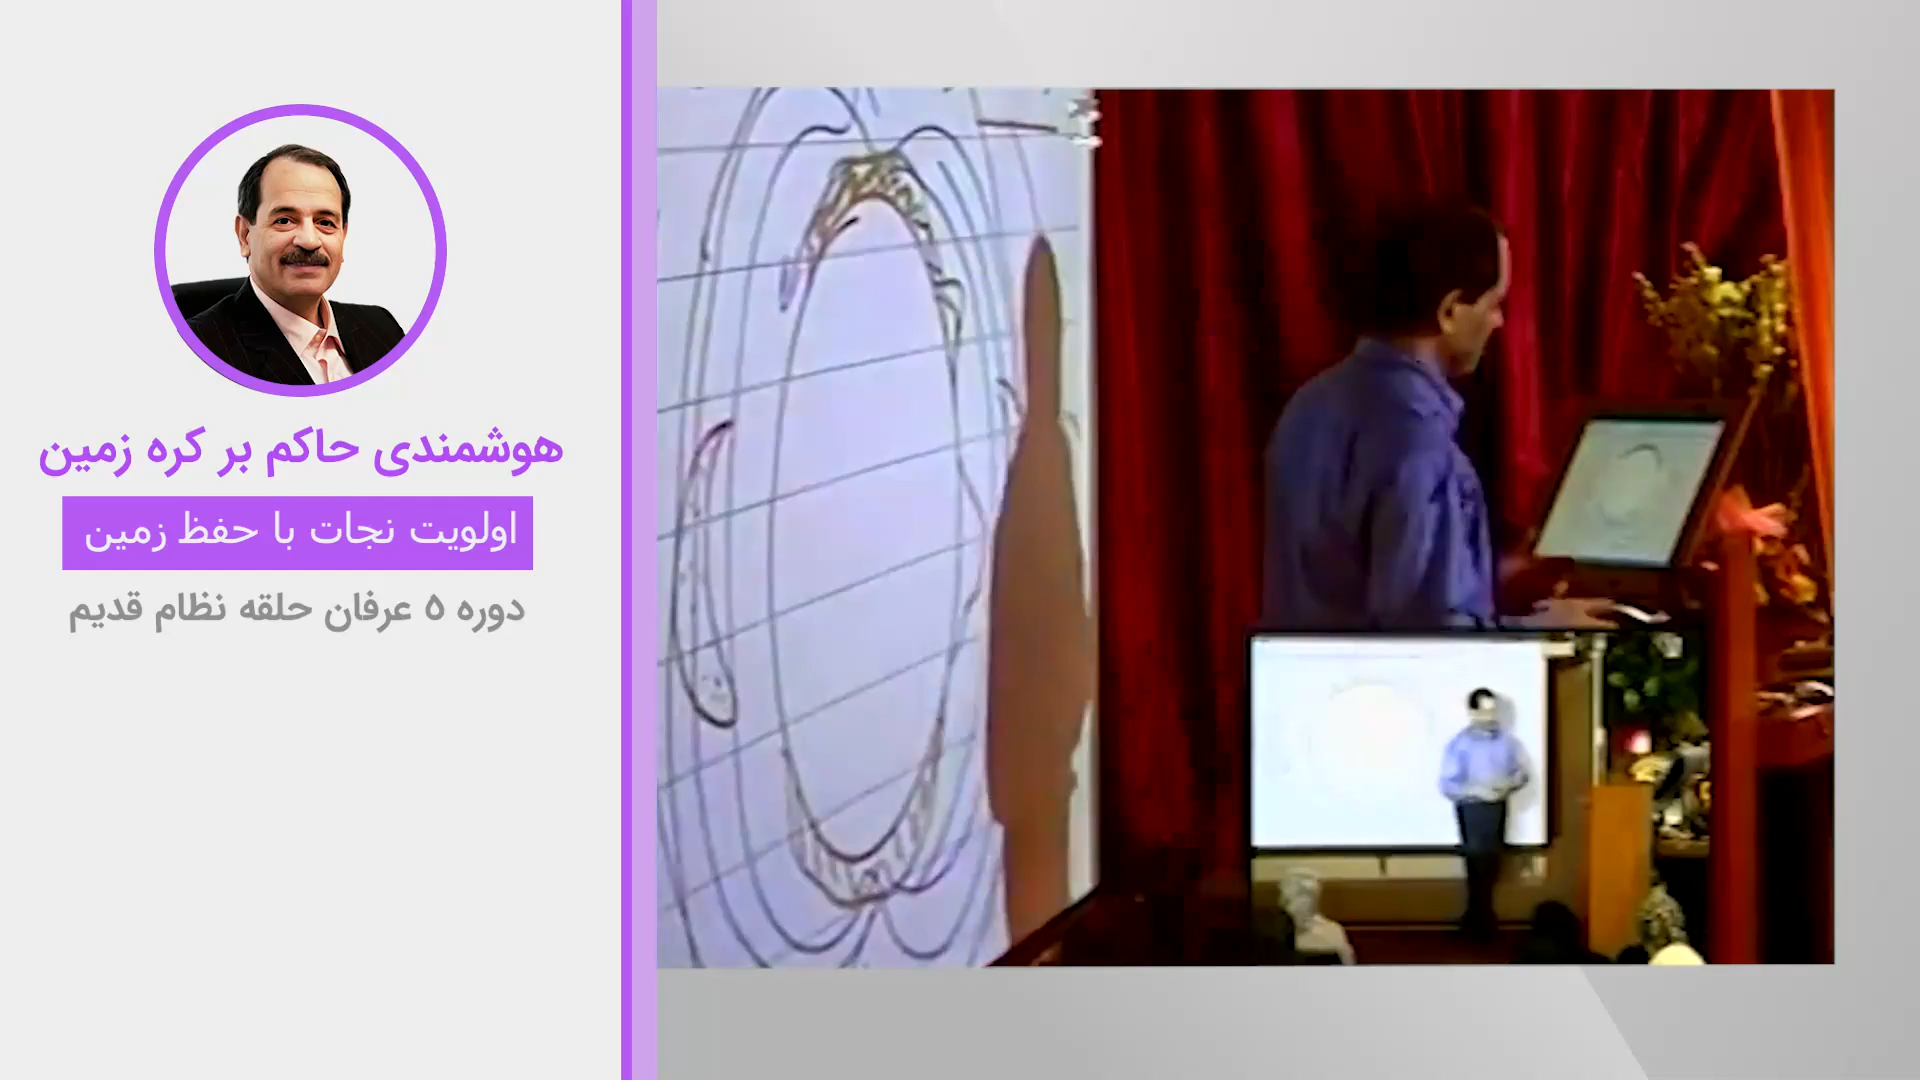 هوشمندی حاکم بر کره زمین
اولویت نجات با حفظ زمین
دوره ۵ عرفان حلقه نظام قدیم